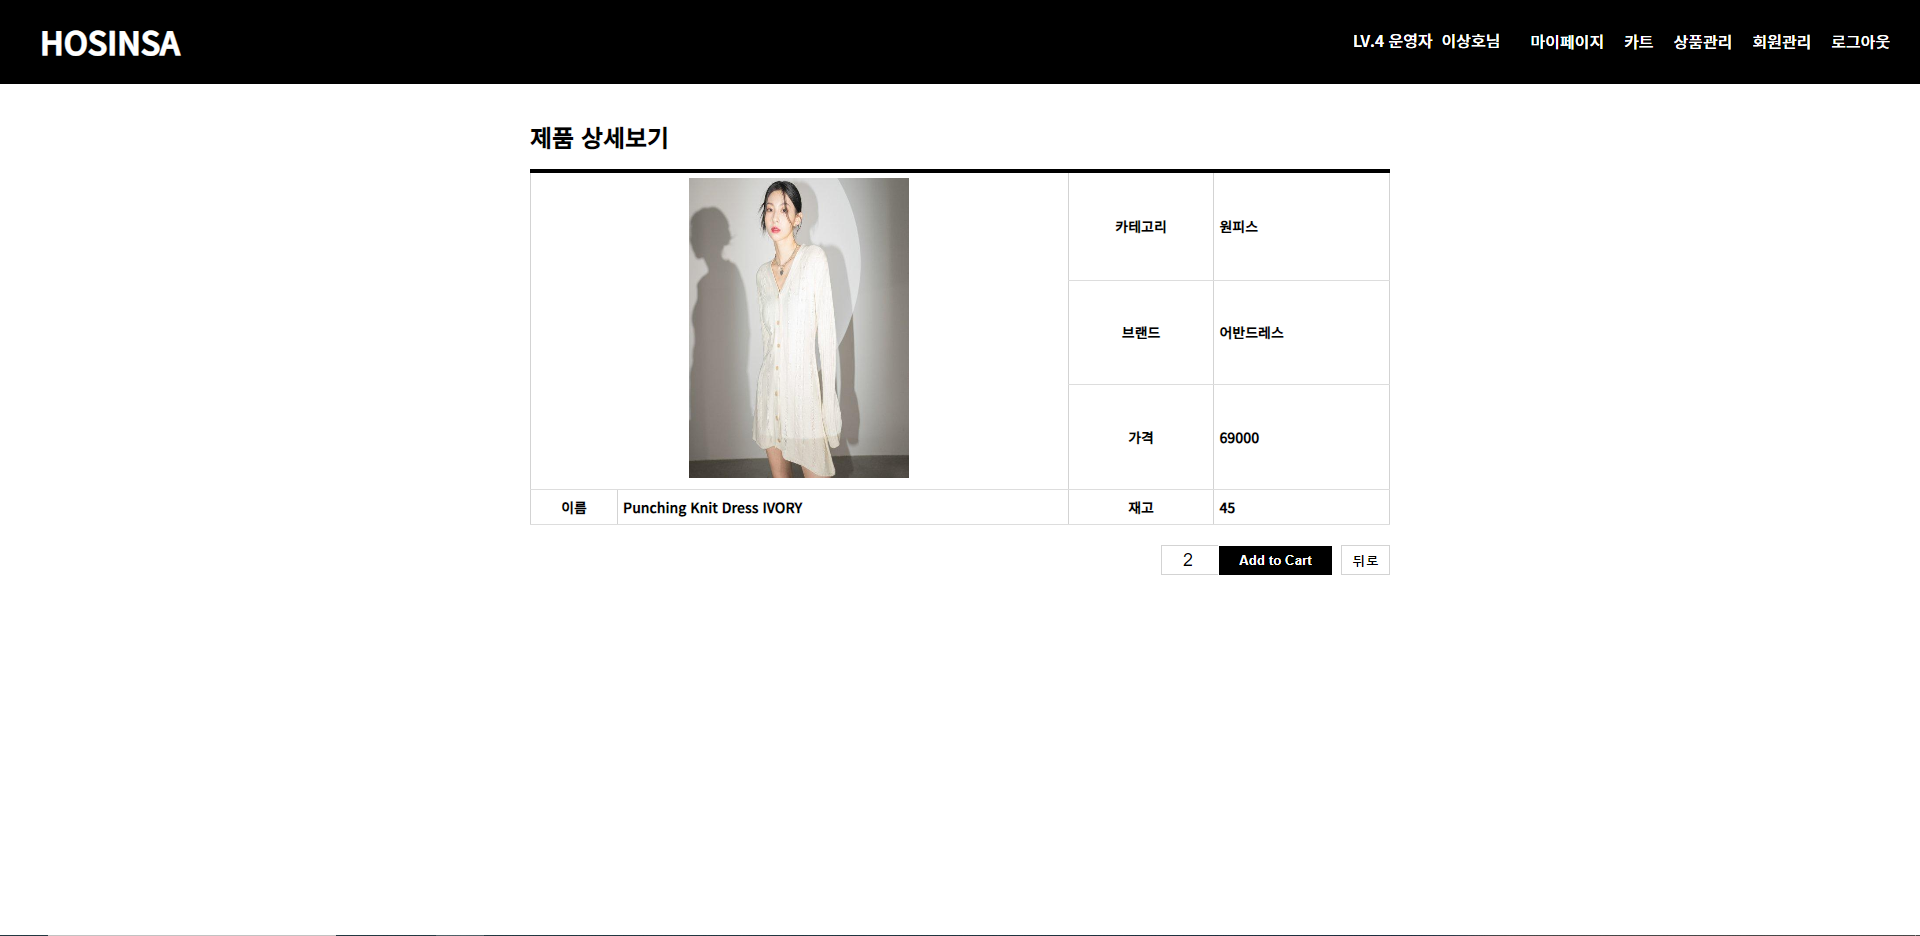 HOSINSA
LV.4 운영자 이상호님 마이페이지 카트 상품관리 회원관리 로그아웃
제품 상세보기
카테고리 원피스
브랜드 어반드레스
가격 69000
이름 Punching Knit Dress IVORY 재고 45
2 Add to Cart 뒤로